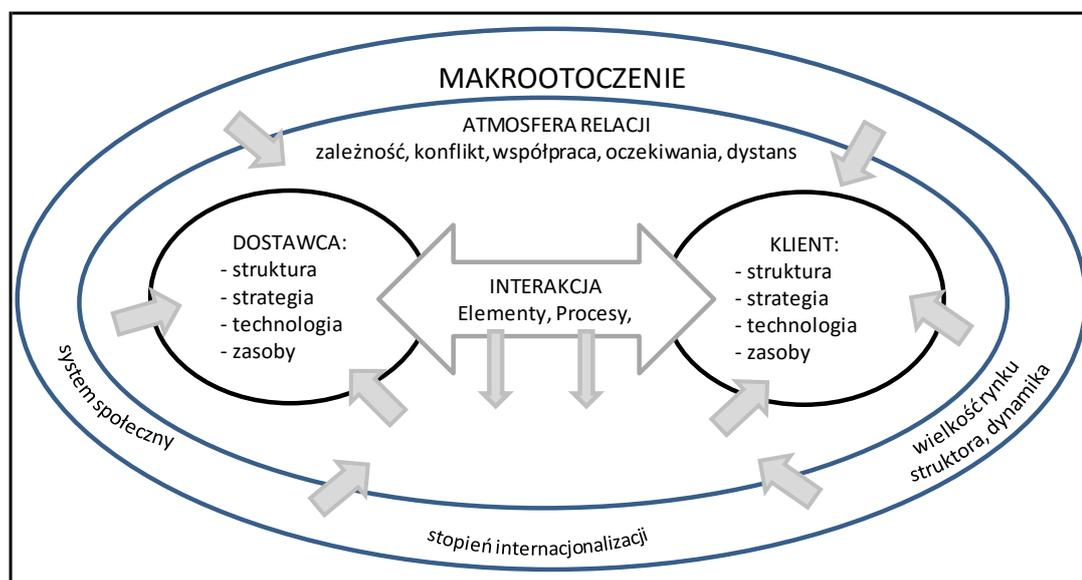 MAKROOTOCZENIE
ATMOSFERA RELACJI
zależność, konflikt, współpraca, oczekiwania, dystans
DOSTAWCA:
- struktura
- strategia
- technologia
- zasoby
INTERAKCJA
Elementy, Procesy,
KLIENT:
- struktura
- strategia
- technologia
- zasoby
system społeczny
stopień internacjonalizacji
wielkość rynku
struktora, dynamika